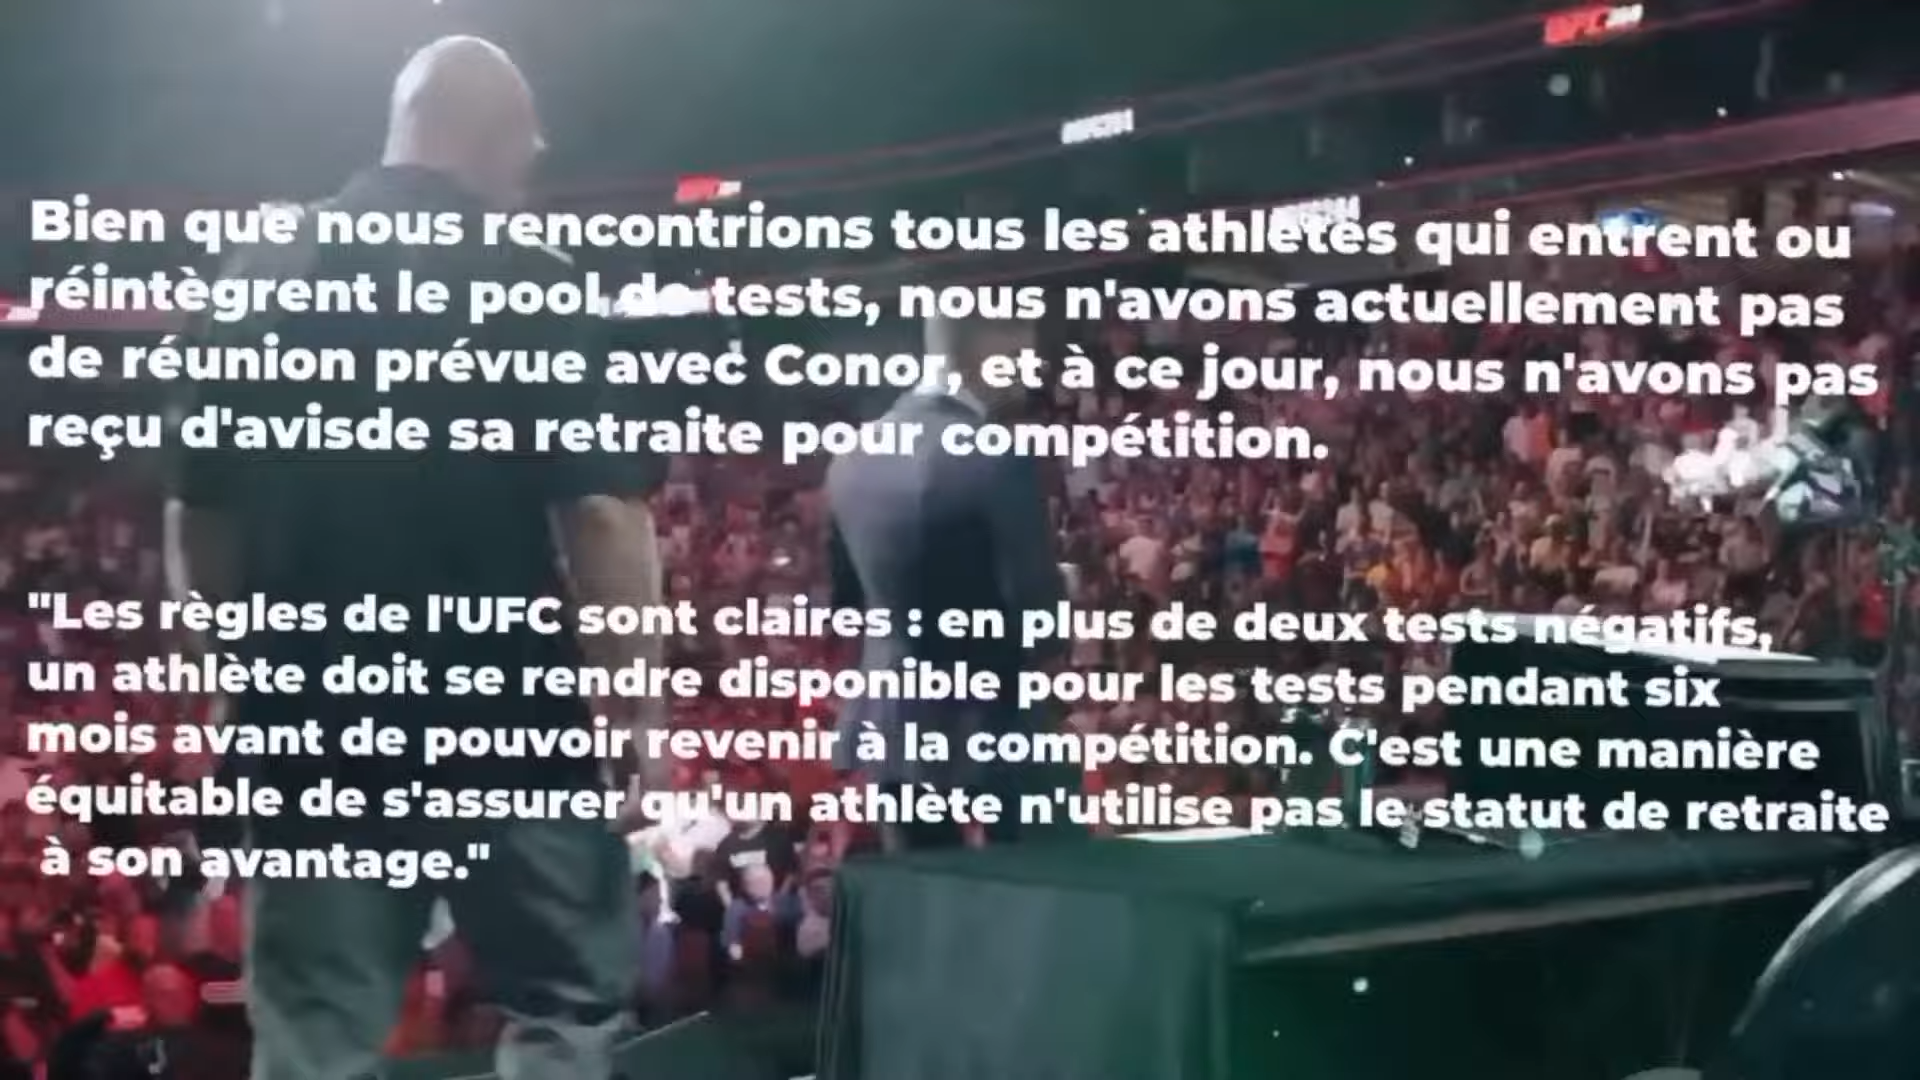 Bien que nous rencontrions tous les athlètes qui entrent ou
réintègrent le pool de tests, nous n'avons actuellement pas
de réunion prévue avec Conor, et à ce jour, nous n'avons pas
reçu d'avisde sa retraite pour compétition.
"Les règles de l'UFC sont claires : en plus de deux tests négatifs,
un athlète doit se rendre disponible pour les tests pendant six
mois avant de pouvoir revenir à la compétition. C'est une manière
équitable de s'assurer qu'un athlète n'utilise pas le statut de retraite
à son avantage."